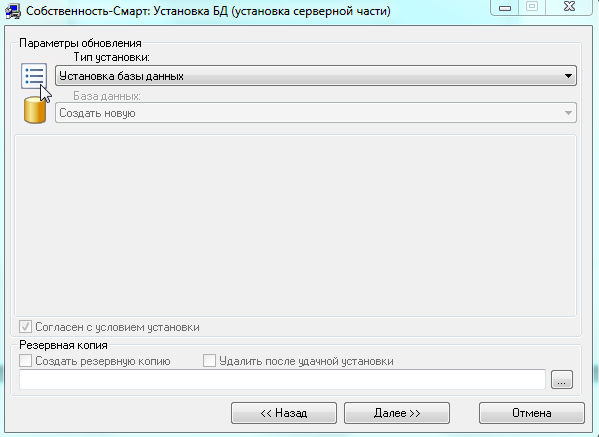 Собственность-Смарт: Установка БД (установка серверной части)
Параметры обновления
Тип установки:
Установка базы данных
База данных:
Создать новую
Согласен с условием установки
Резервная копия
Создать резервную копию Удалить после удачной установки
...
<< Назад Далее >> Отмена